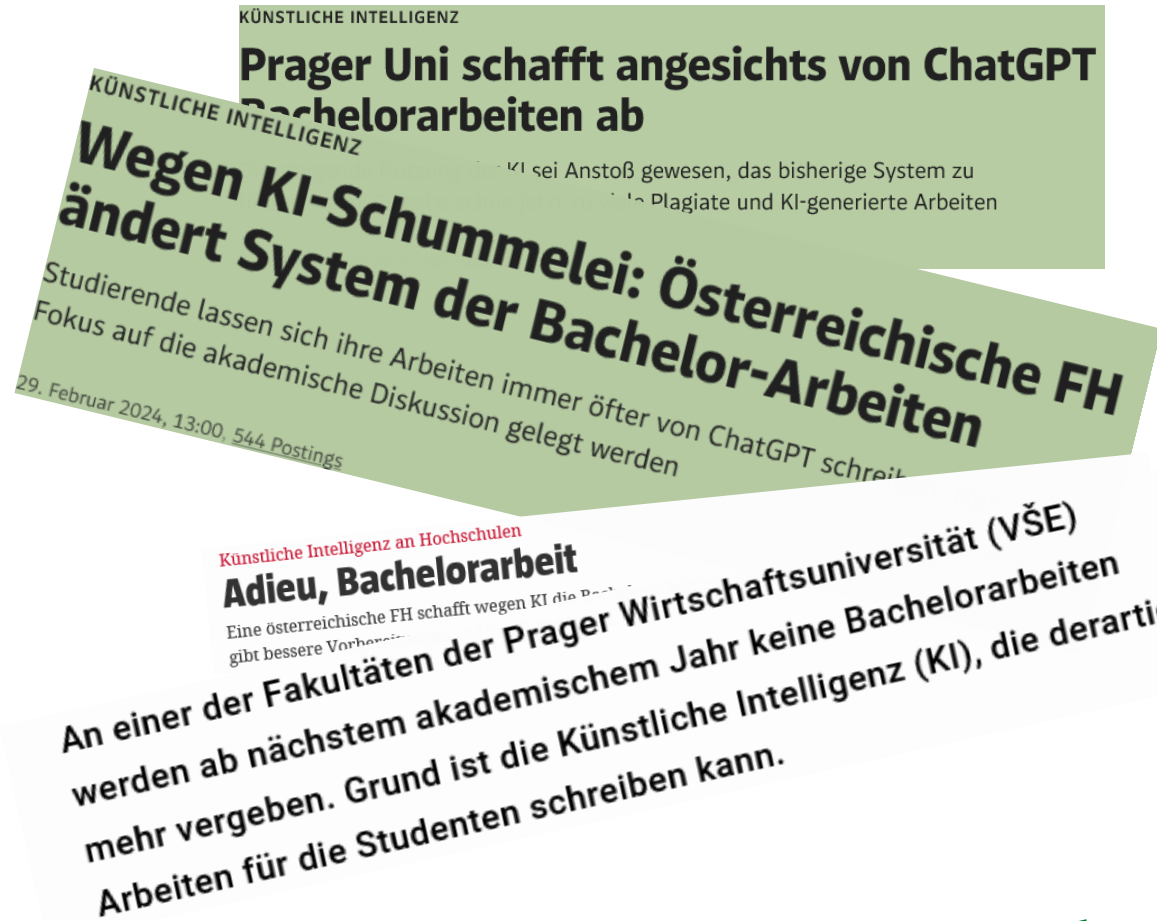 KÜNSTLICHE INTELLIGENZ
Prager Uni schafft angesichts von ChatGPT
Bachelorarbeiten ab
KI sei Anstoß gewesen, das bisherige System zu
Plagiate und KI-generierte Arbeiten
KÜNSTLICHE INTELLIGENZ
Wegen KI-Schummelei: Österreichische FH
ändert System der Bachelor-Arbeiten
Studierende lassen sich ihre Arbeiten immer öfter von ChatGPT
Fokus auf die akademische Diskussion gelegt werden
29. Februar 2024, 13:00, 544 Postings
Künstliche Intelligenz an Hochschulen
Adieu, Bachelorarbeit
Eine österreichische FH schafft wegen KI die
gibt bessere
An einer der Fakultäten der Prager Wirtschaftsuniversität (VŠE)
werden ab nächstem akademischem Jahr keine Bachelorarbeiten
mehr vergeben. Grund ist die Künstliche Intelligenz (KI), die
Arbeiten für die Studenten schreiben kann.